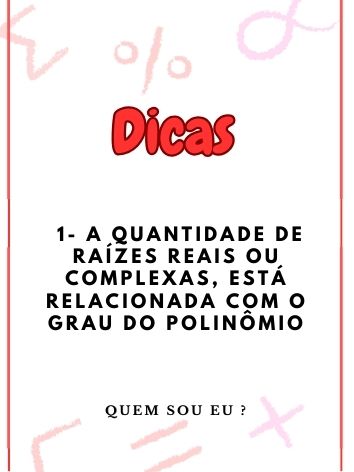 Dicas
1- A QUANTIDADE DE
RAÍZES REAIS OU
COMPLEXAS, ESTÁ
RELACIONADA COM O
GRAU DO POLINÔMIO
QUEM SOU EU ?